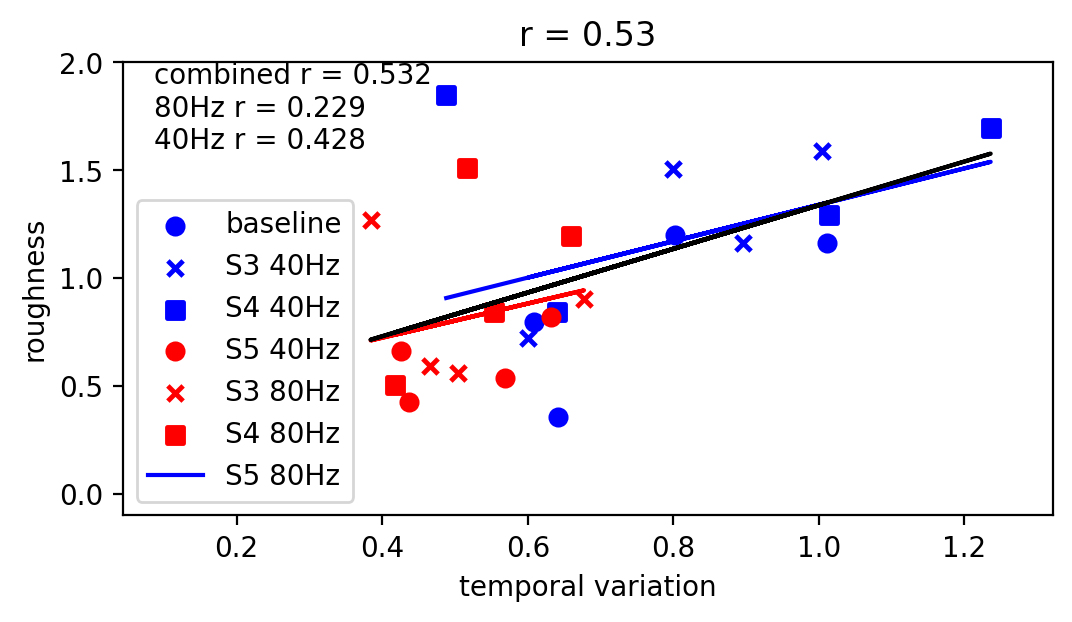 r = 0.53
combined r = 0.532
80Hz r = 0.229
40Hz r = 0.428
baseline
S3 40Hz
S4 40Hz
S5 40Hz
S3 80Hz
S4 80Hz
S5 80Hz
roughness
2.0
1.5
1.0
0.5
0.0
0.2 0.4 0.6 0.8 1.0 1.2
temporal variation